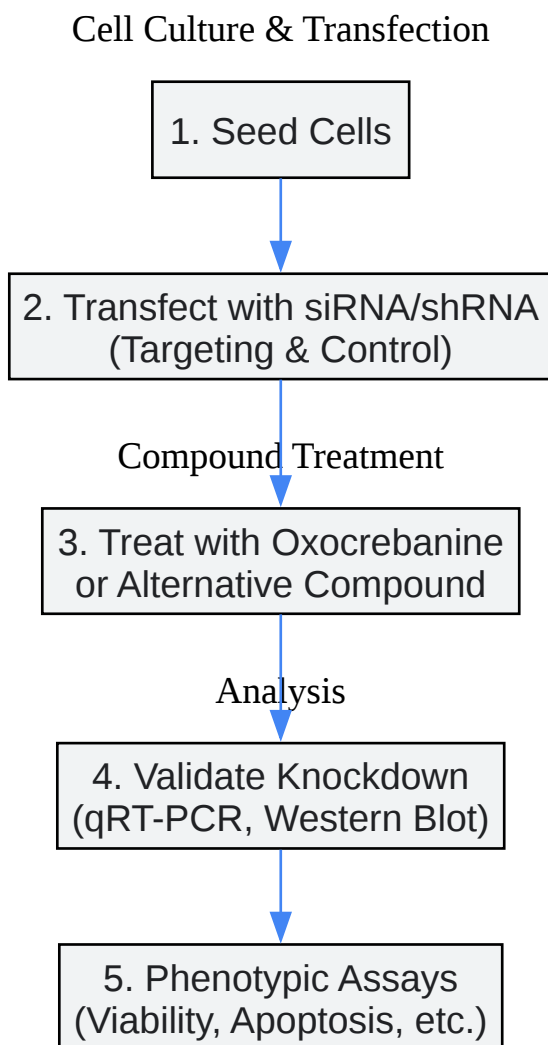 Cell Culture & Transfection
1. Seed Cells
2. Transfect with siRNA/shRNA
(Targeting & Control)
Compound Treatment
3. Treat with Oxocrebanine
or Alternative Compound
Analysis
4. Validate Knockdown
(qRT-PCR, Western Blot)
5. Phenotypic Assays
(Viability, Apoptosis, etc.)